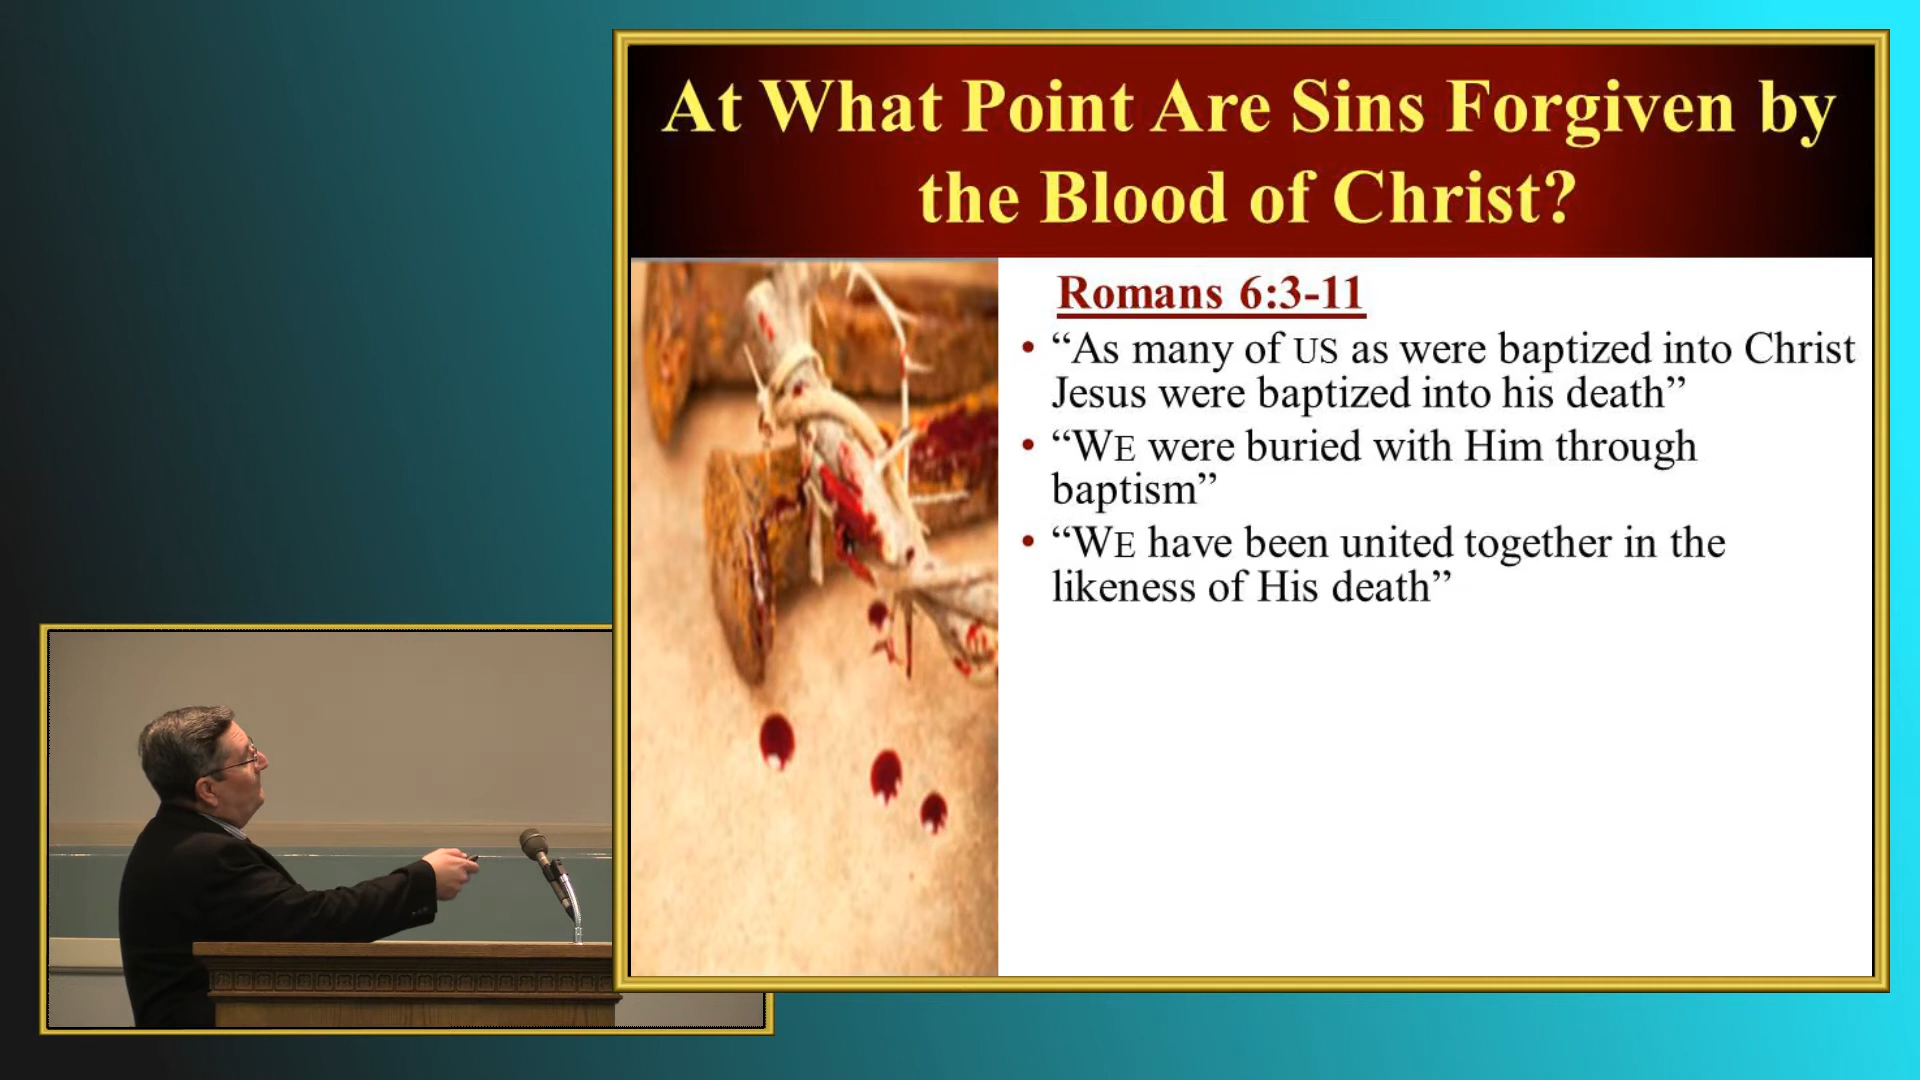 At What Point Are Sins Forgiven by
the Blood of Christ?
Romans 6:3-11
• “As many of US as were baptized into Christ
Jesus were baptized into his death”
• “WE were buried with Him through
baptism”
• “WE have been united together in the
likeness of His death”